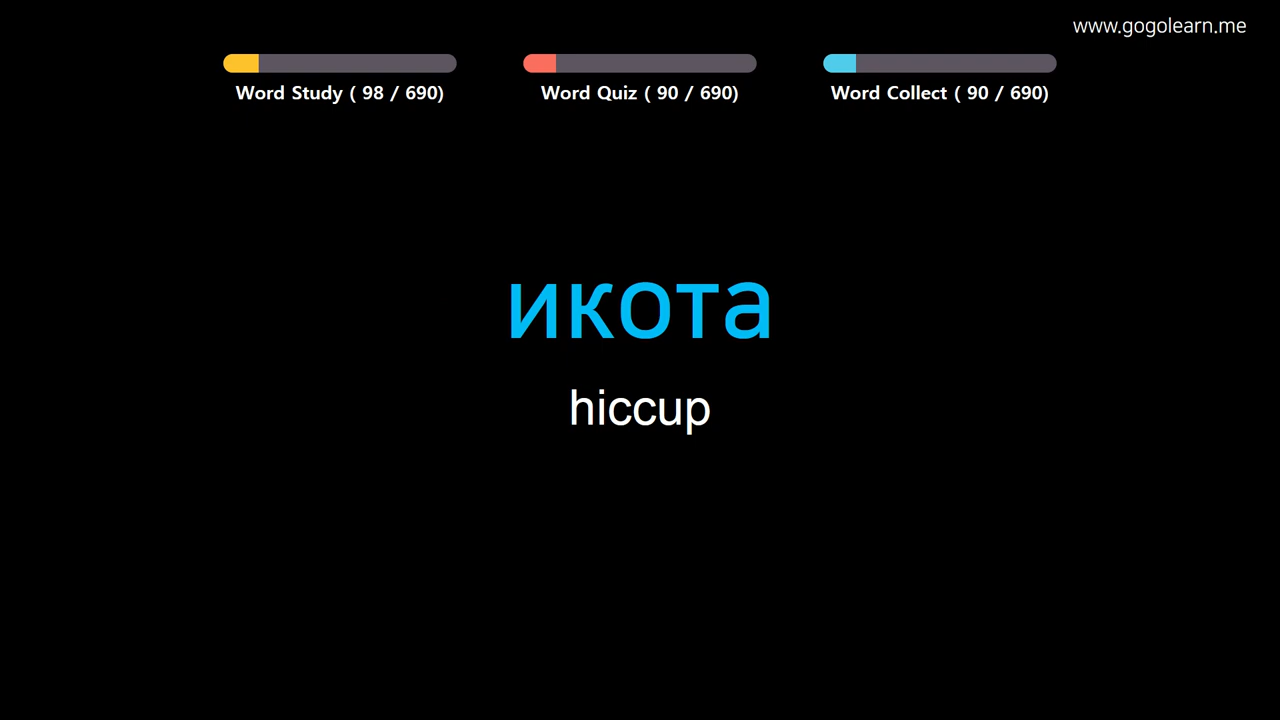 www.gogolearn.me
Word Study ( 98 / 690)
Word Quiz ( 90 / 690)
Word Collect ( 90 / 690)
икота
hiccup